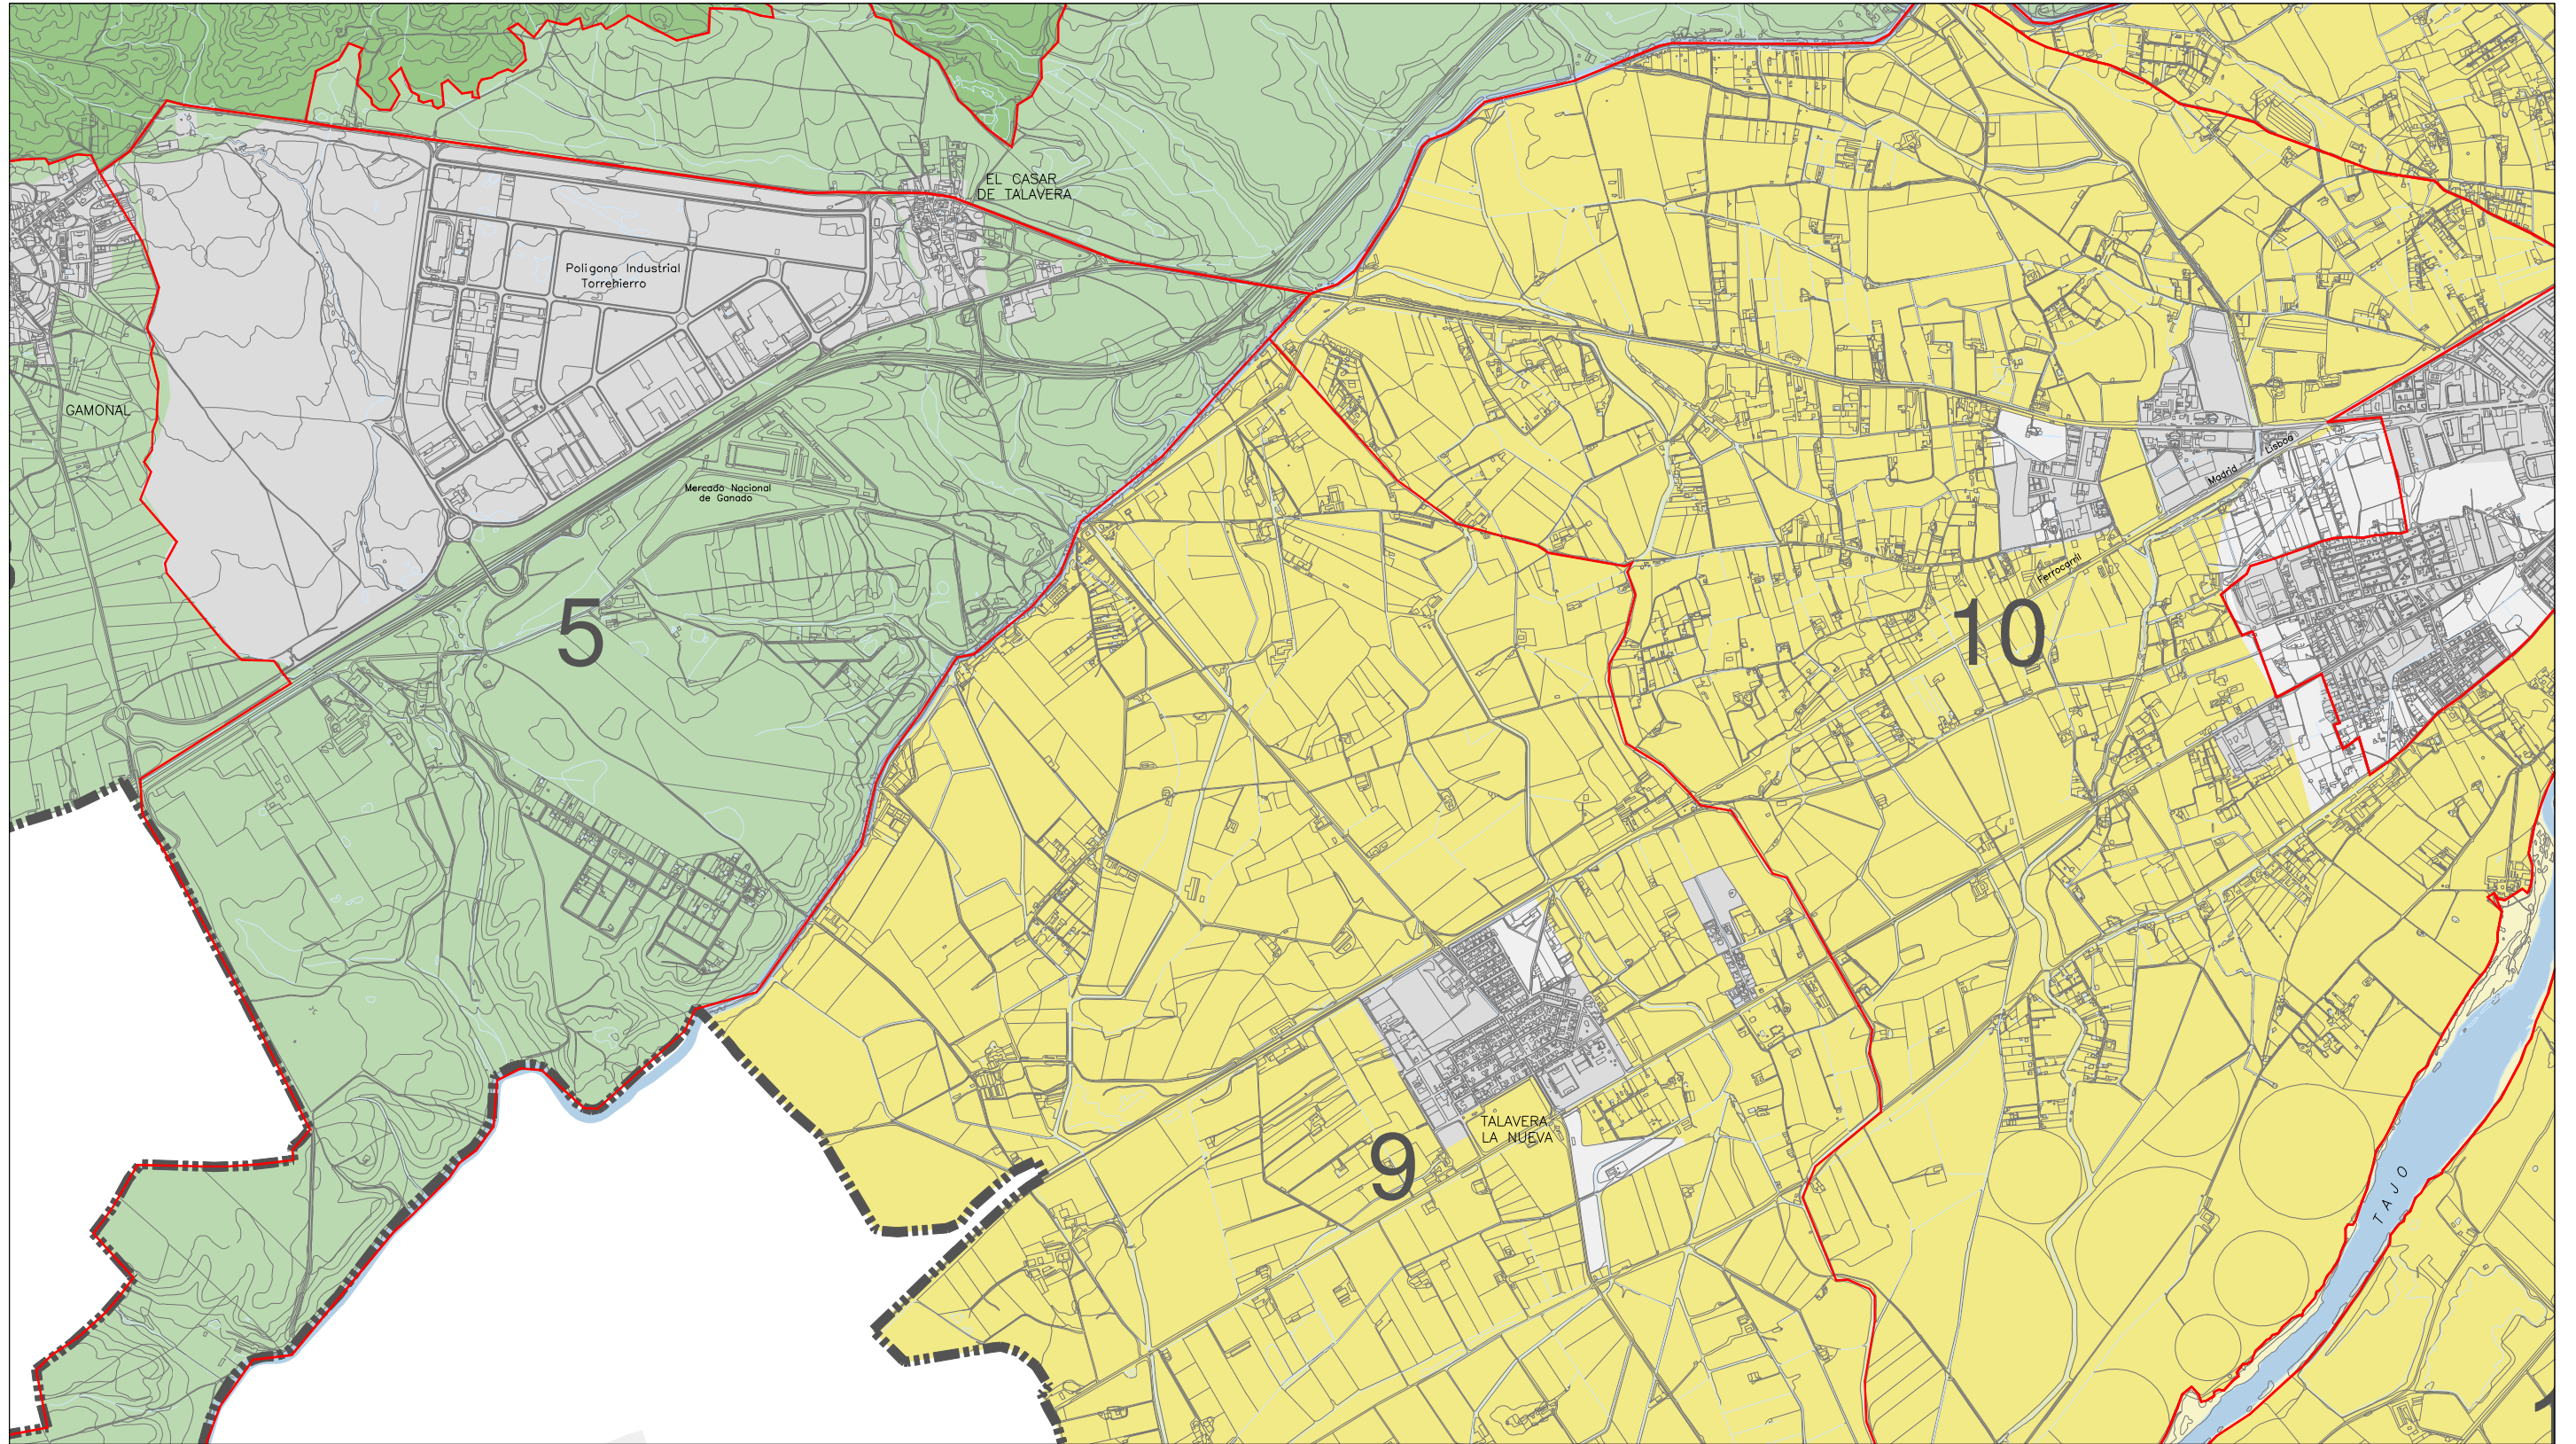 EL CASAR
DE TALAVERA
Polígono Industrial
Torrehierro
GAMONAL
Mercado Nacional
de Ganado
Madrid - Lisboa
Ferrocarril
5
10
TALAVERA
LA NUEVA
9
TAJO